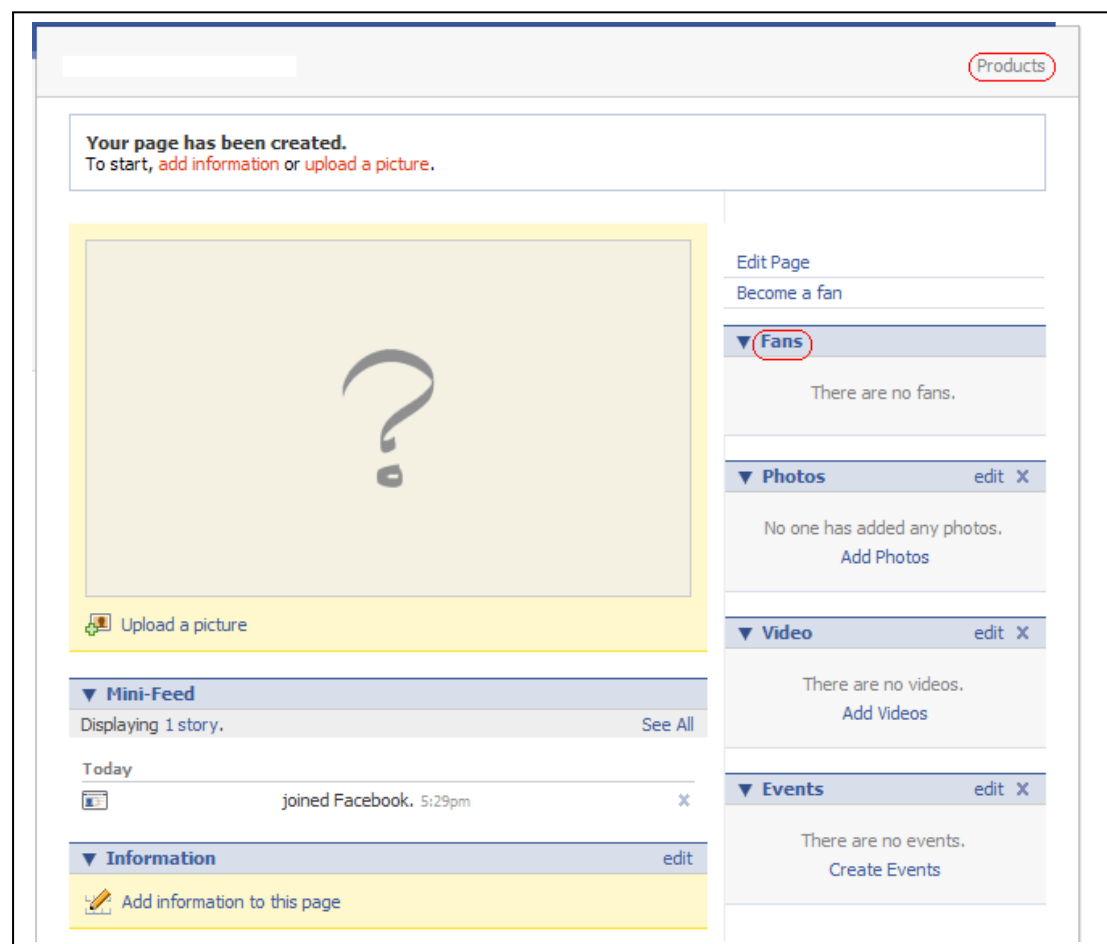 Products
Your page has been created.
To start, add information or upload a picture.
?
Upload a picture
Mini-Feed
Displaying 1 story. See All
Today
joined Facebook. 5:29pm x
Information edit
Add information to this page
Edit Page
Become a fan
Fans
There are no fans.
Photos edit x
No one has added any photos.
Add Photos
Video edit x
There are no videos.
Add Videos
Events edit x
There are no events.
Create Events